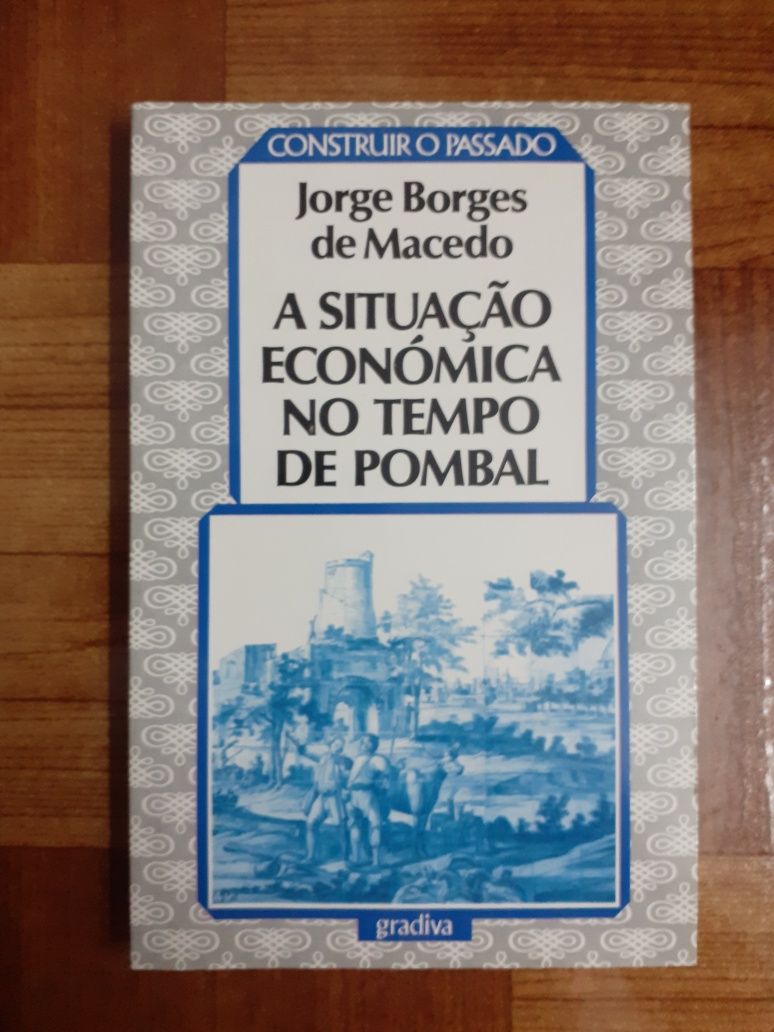 CONSTRUIR O PASSADO
Jorge Borges
de Macedo
A SITUAÇÃO
ECONÓMICA
NO TEMPO
DE POMBAL
gradiva